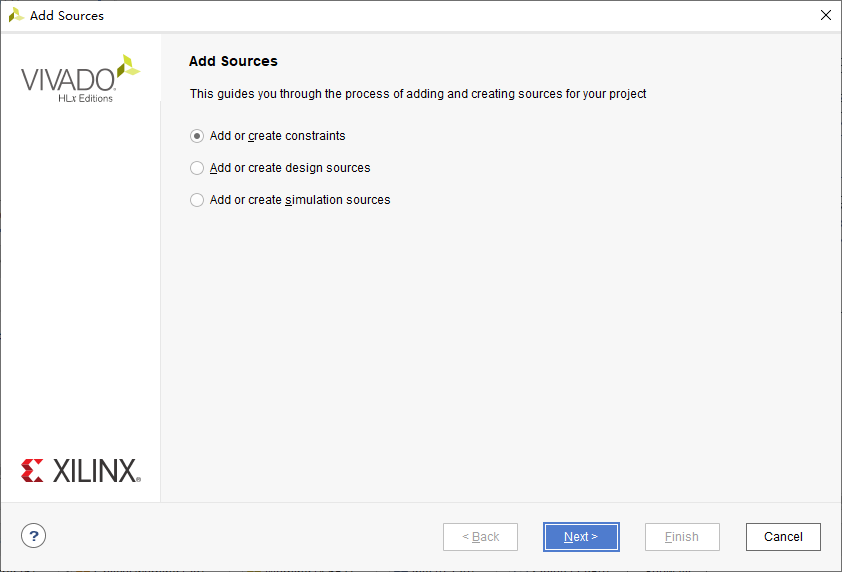 Add Sources
VIVADO
HLx Editions
Add Sources
This guides you through the process of adding and creating sources for your project
Add or create constraints
Add or create design sources
Add or create simulation sources
XILINX
?
< Back
Next >
Finish
Cancel